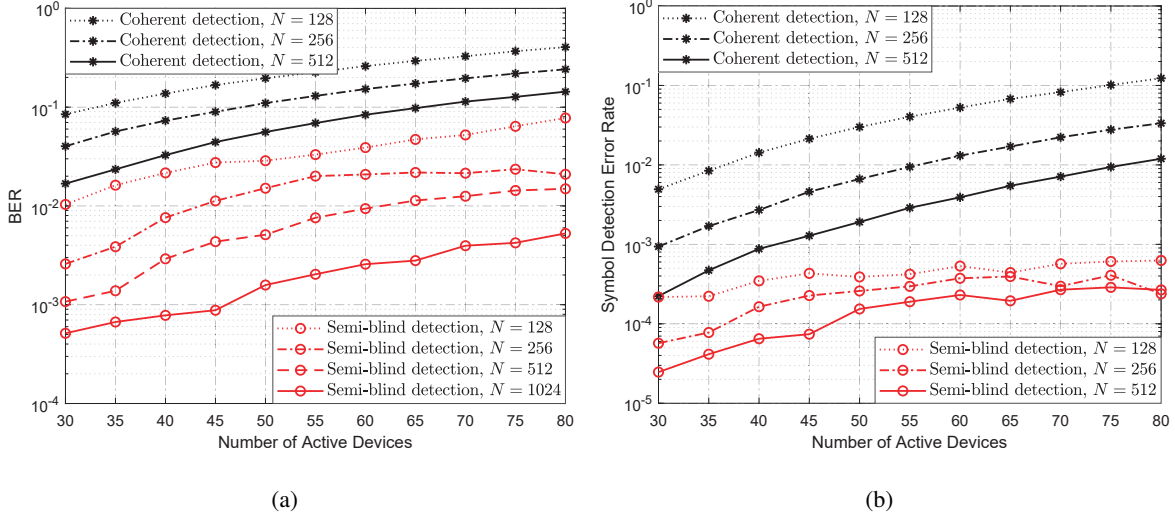 10^0
10^-1
10^-2
10^-3
10^-4
BER
Coherent detection, N = 128
Coherent detection, N = 256
Coherent detection, N = 512
Semi-blind detection, N = 128
Semi-blind detection, N = 256
Semi-blind detection, N = 512
Semi-blind detection, N = 1024
30 35 40 45 50 55 60 65 70 75 80
Number of Active Devices
(a)
10^0
10^-1
10^-2
10^-3
10^-4
10^-5
Symbol Detection Error Rate
Coherent detection, N = 128
Coherent detection, N = 256
Coherent detection, N = 512
Semi-blind detection, N = 128
Semi-blind detection, N = 256
Semi-blind detection, N = 512
30 35 40 45 50 55 60 65 70 75 80
Number of Active Devices
(b)